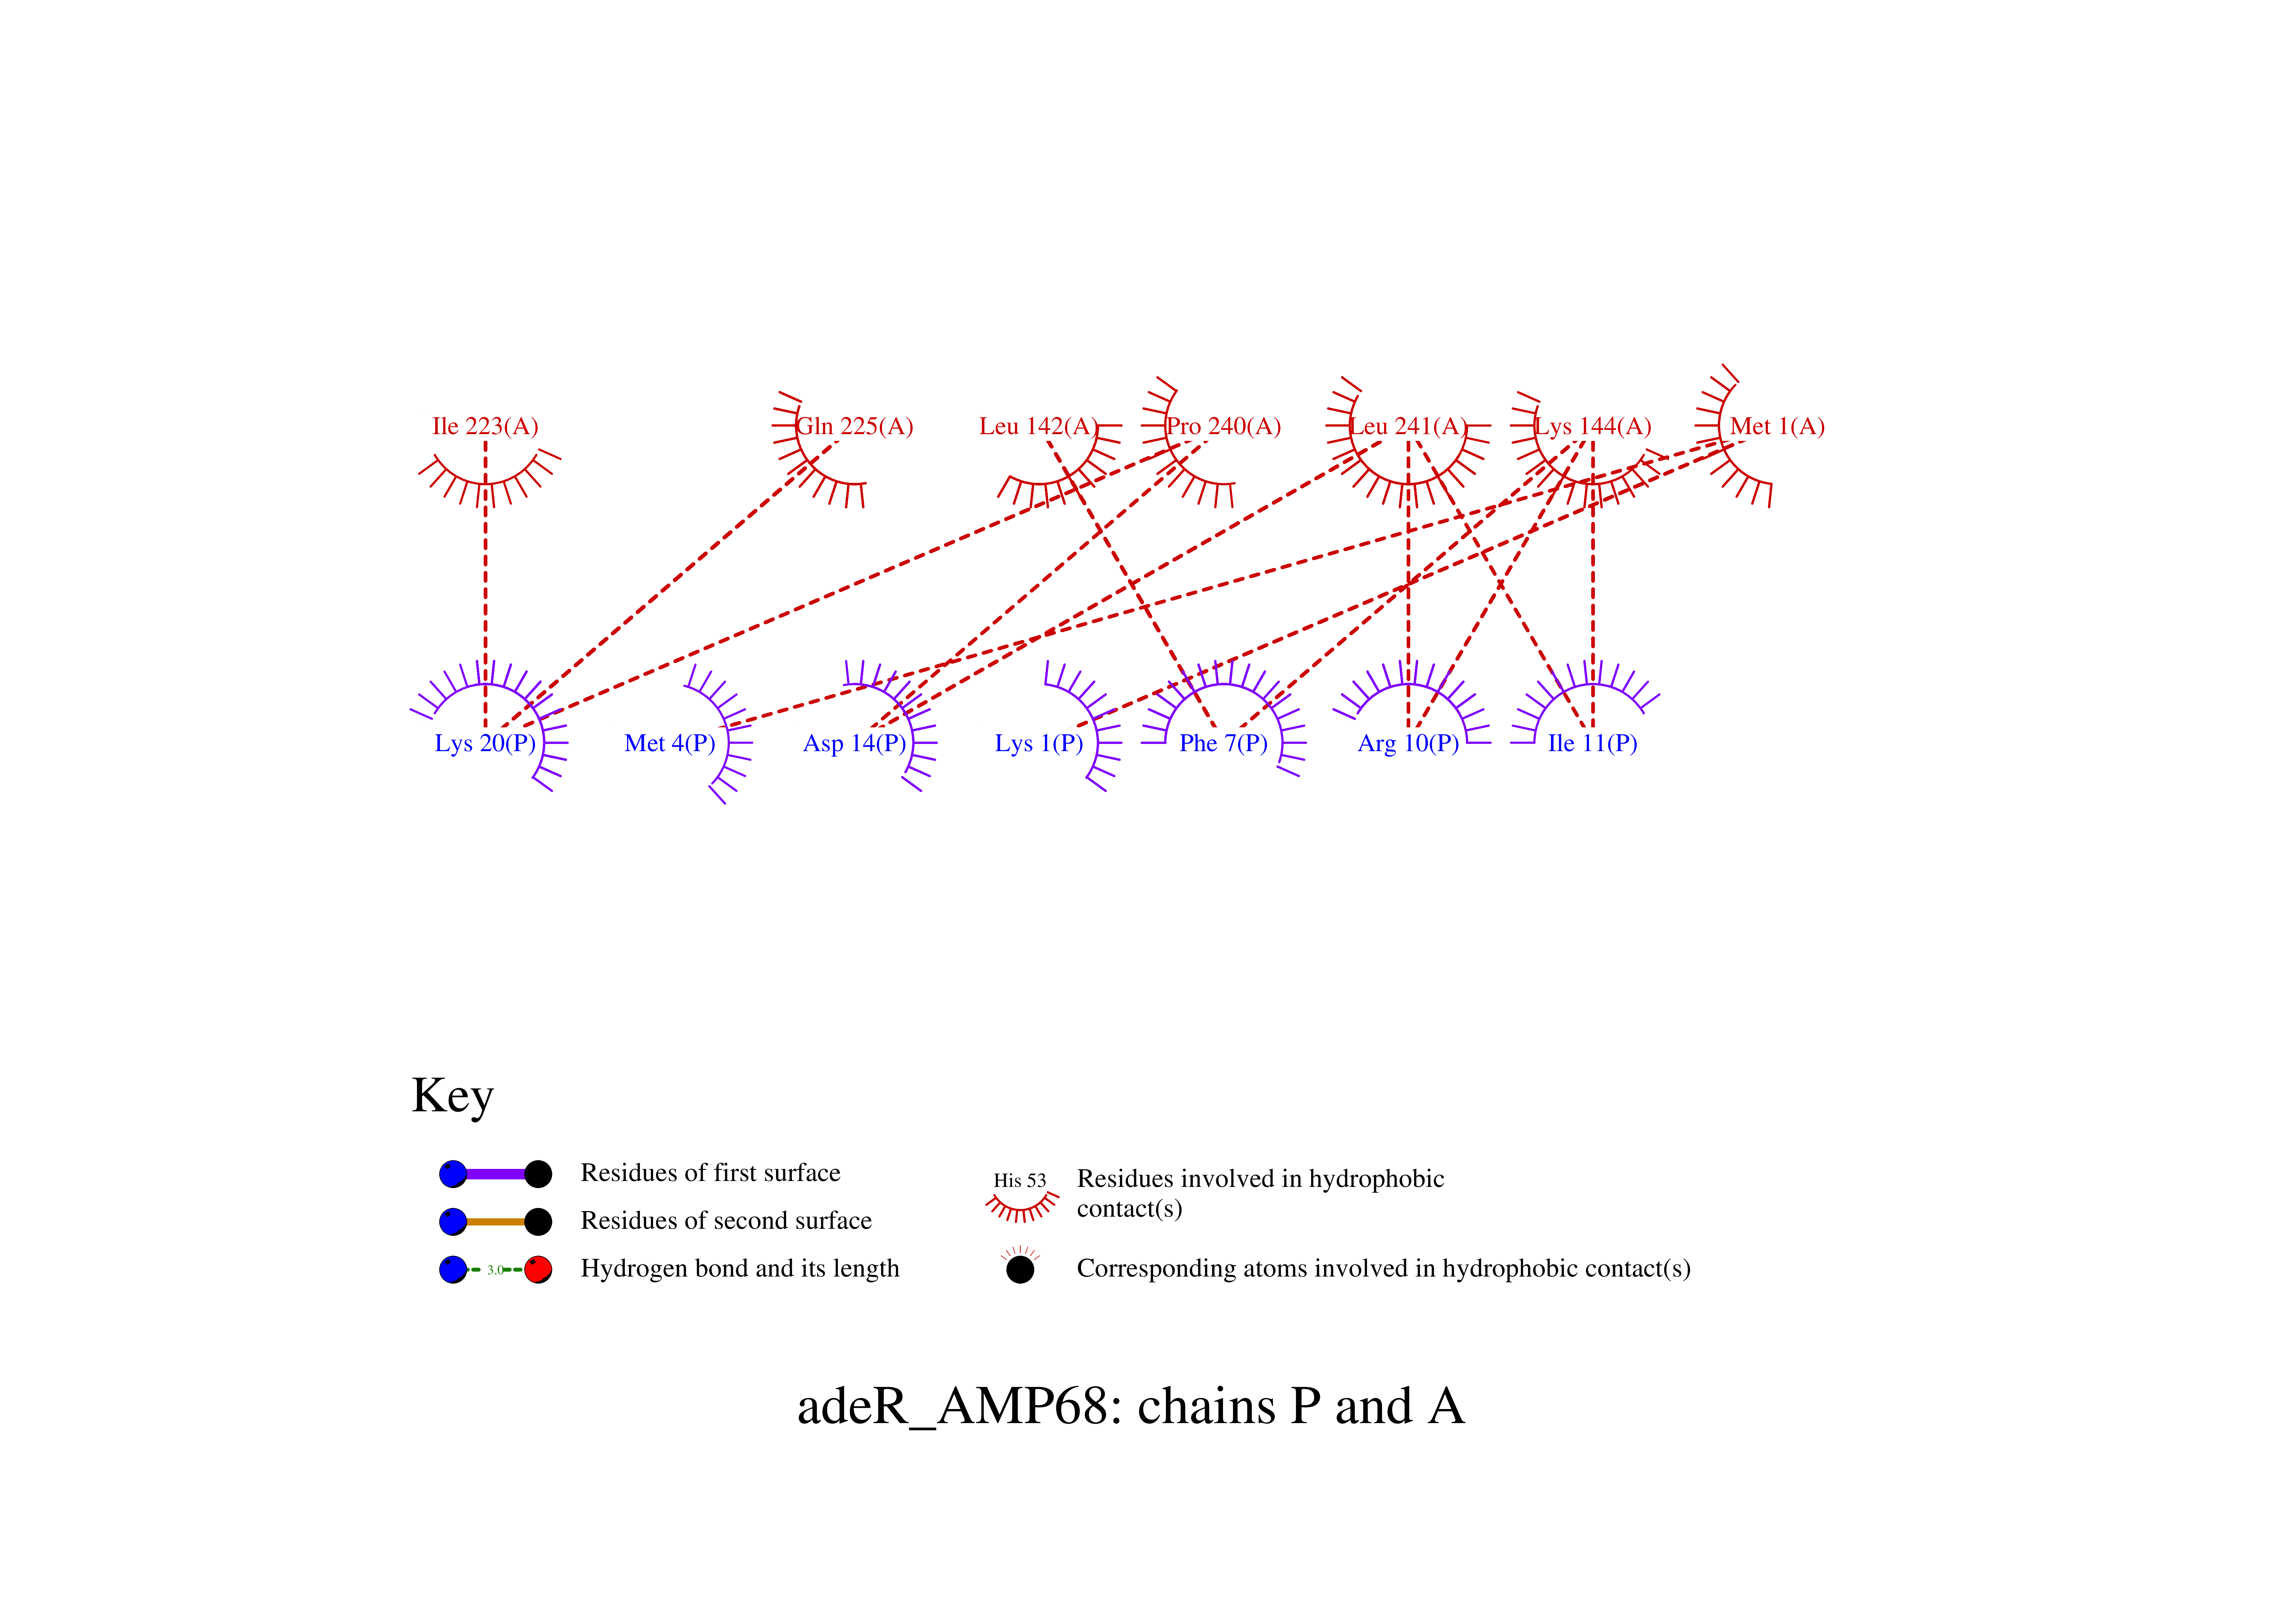 Ile 223(A) Gln 225(A) Leu 142(A) Pro 240(A) Leu 241(A) Lys 144(A) Met 1(A)
Lys 20(P) Met 4(P) Asp 14(P) Lys 1(P) Phe 7(P) Arg 10(P) Ile 11(P)
Key
Residues of first surface
Residues of second surface
3.0 Hydrogen bond and its length
His 53 Residues involved in hydrophobic
contact(s)
Corresponding atoms involved in hydrophobic contact(s)
adeR_AMP68: chains P and A